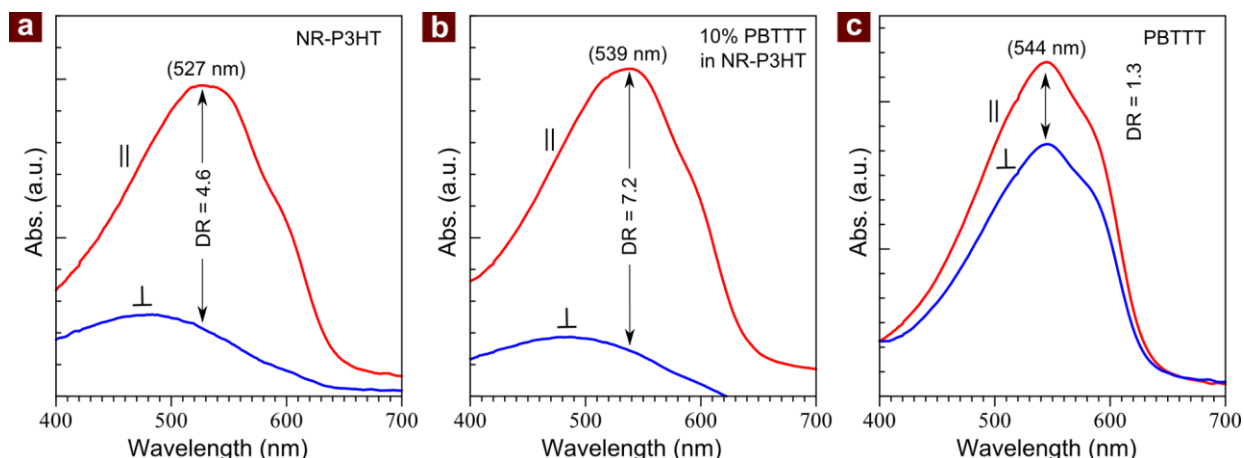 a
NR-P3HT
(527 nm)
||
DR = 4.6
⊥
Abs. (a.u.)
400 500 600 700
Wavelength (nm)
b
10% PBTTT
in NR-P3HT
(539 nm)
||
DR = 7.2
⊥
Abs. (a.u.)
400 500 600 700
Wavelength (nm)
c
PBTTT
(544 nm)
||
⊥
DR = 1.3
Abs. (a.u.)
400 500 600 700
Wavelength (nm)